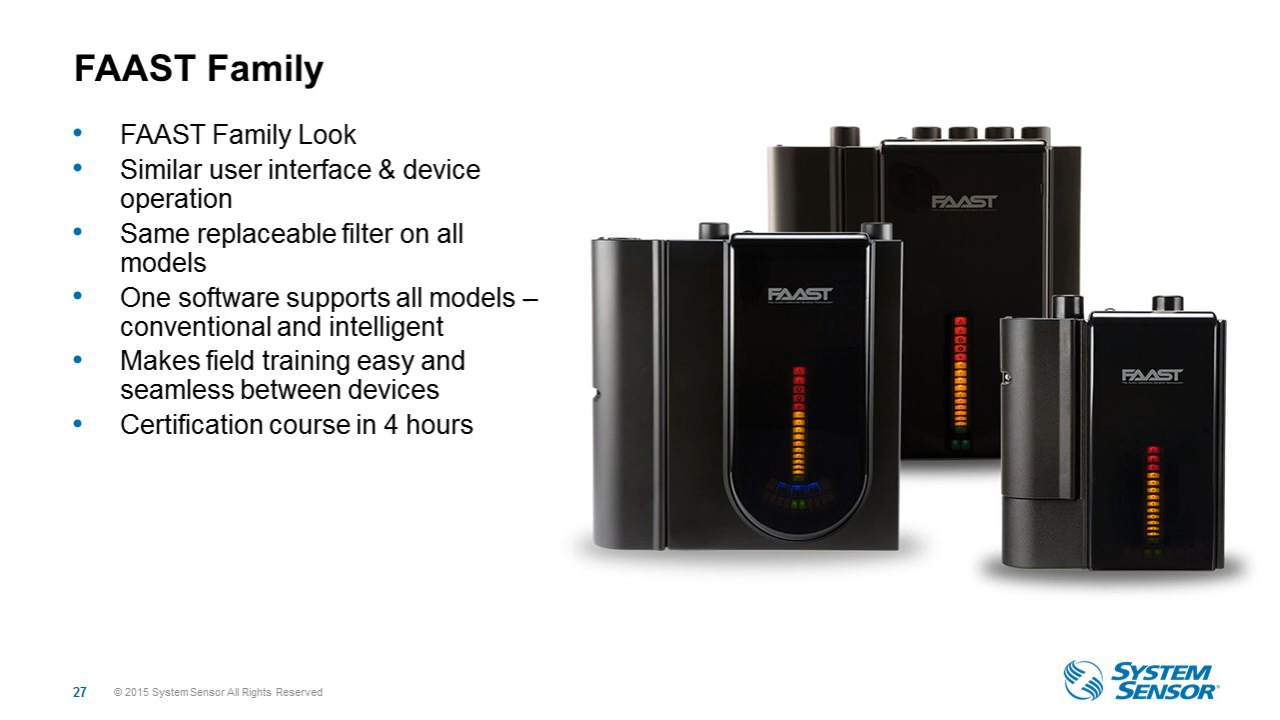 FAAST Family
• FAAST Family Look
• Similar user interface & device
operation
• Same replaceable filter on all
models
• One software supports all models –
conventional and intelligent
• Makes field training easy and
seamless between devices
• Certification course in 4 hours
FAAST
FAAST
FAAST
27 © 2015 System Sensor All Rights Reserved
SYSTEM
SENSOR®